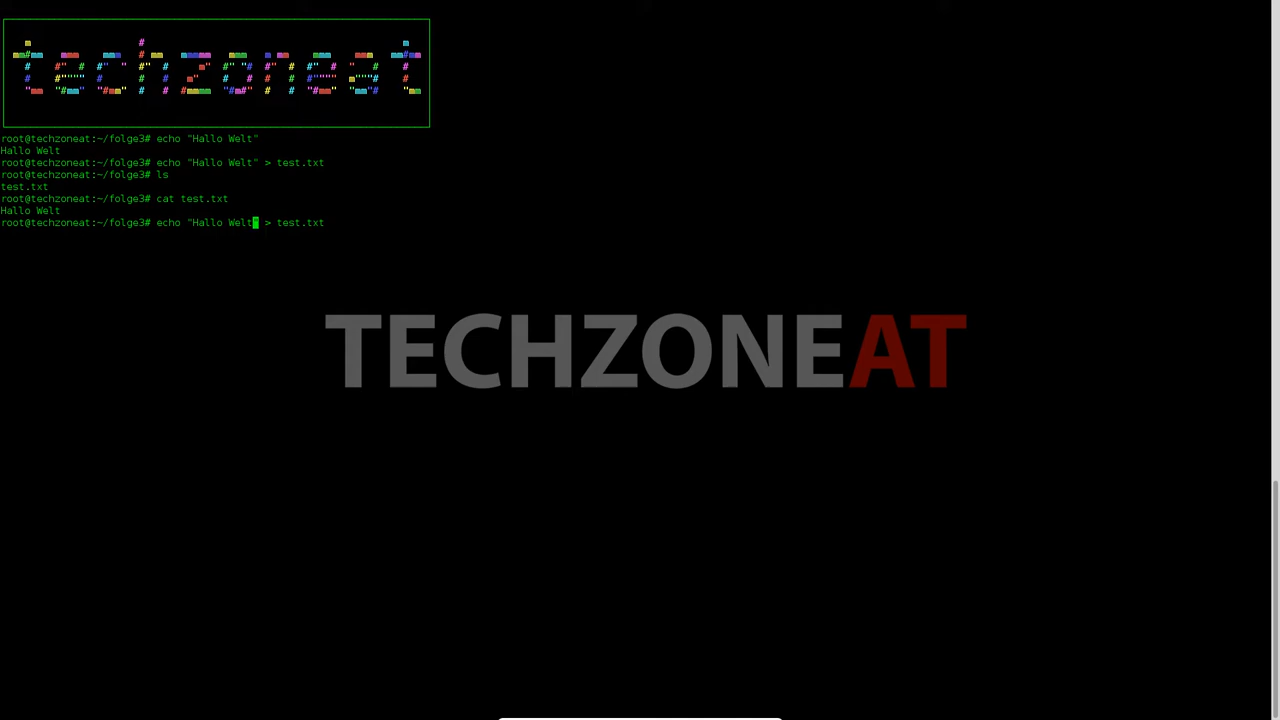 techzoneat
root@techzoneat:~/folge3# echo "Hallo Welt"
Hallo Welt
root@techzoneat:~/folge3# echo "Hallo Welt" > test.txt
root@techzoneat:~/folge3# ls
test.txt
root@techzoneat:~/folge3# cat test.txt
Hallo Welt
root@techzoneat:~/folge3# echo "Hallo Welt" > test.txt
TECHZONEAT